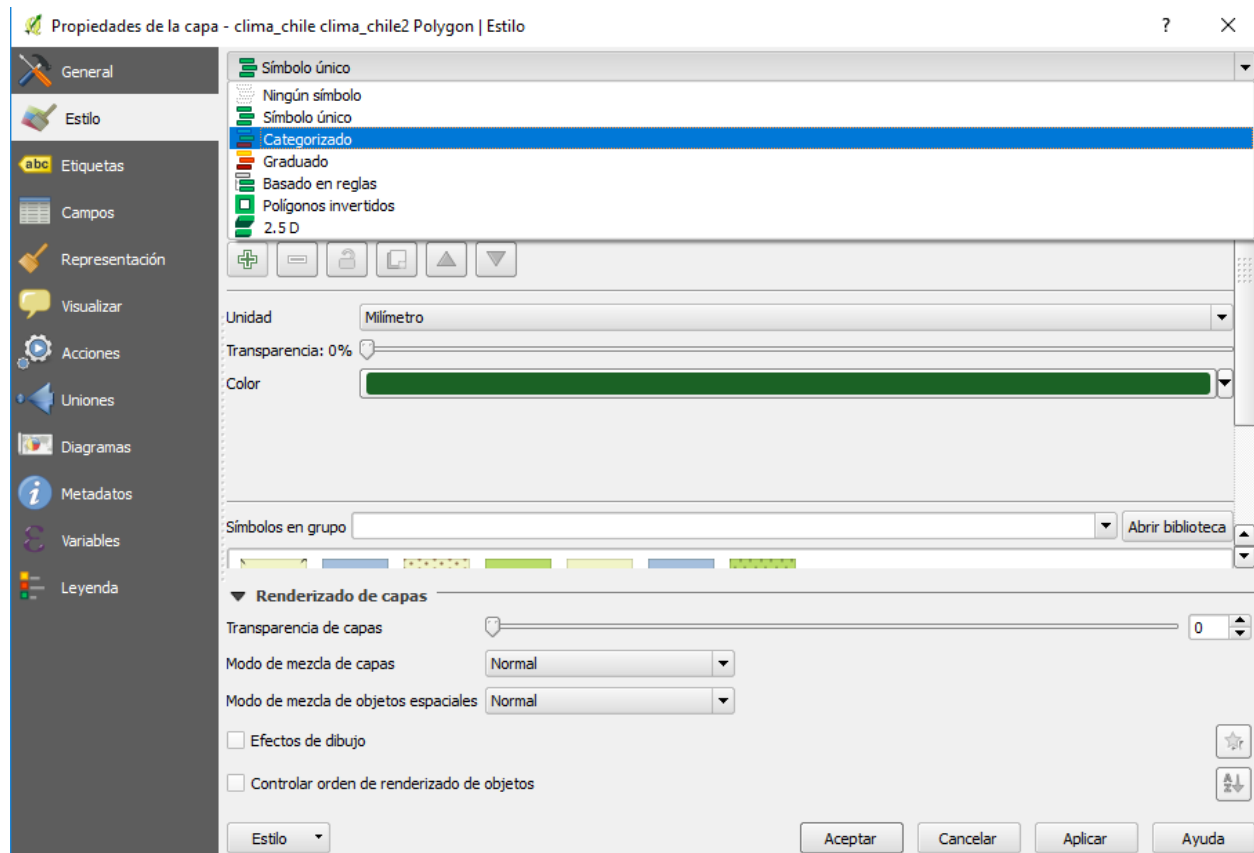 Propiedades de la capa - clima_chile clima_chile2 Polygon | Estilo
?
General
Estilo
abc Etiquetas
Campos
Representación
Visualizar
Acciones
Uniones
Diagramas
Metadatos
Variables
Leyenda
Símbolo único
Ningún símbolo
Símbolo único
Categorizado
Graduado
Basado en reglas
Polígonos invertidos
2.5 D
Unidad Milímetro
Transparencia: 0%
Color
Símbolos en grupo Abrir biblioteca
Renderizado de capas
Transparencia de capas 0
Modo de mezcla de capas Normal
Modo de mezcla de objetos espaciales Normal
Efectos de dibujo
Controlar orden de renderizado de objetos
Estilo Aceptar Cancelar Aplicar Ayuda